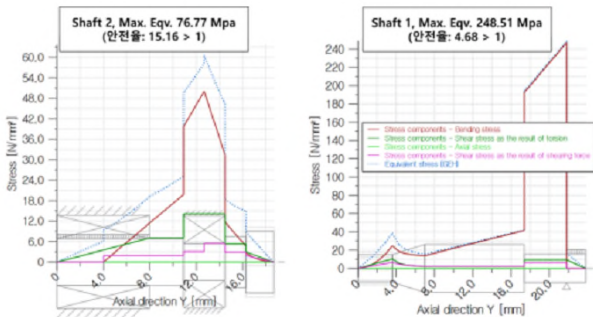 Shaft 2, Max. Eqv. 76.77 Mpa
(안전율: 15.16 > 1)
60.0
54.0
48.0
42.0
36.0
30.0
24.0
18.0
12.0
6.0
0.0
Stress [N/mm²]
0
4.0
8.0
12.0
16.0
Axial direction Y [mm]
Shaft 1, Max. Eqv. 248.51 Mpa
(안전율: 4.68 > 1)
240
220
200
180
160
140
120
100
80
60
40
20
0
Stress [N/mm²]
Stress components - Bending stress
Stress components - Shear stress as the result of torsion
Stress components - Axial stress
Stress components - Shear stress as the result of shearing force
Equivalent stress [GEH]
0
5.0
10.0
15.0
20.0
Axial direction Y [mm]